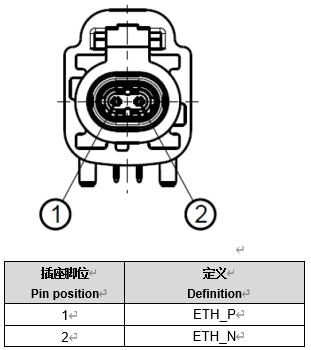 1 2
插座脚位 定义
Pin position Definition
1 ETH_P
2 ETH_N